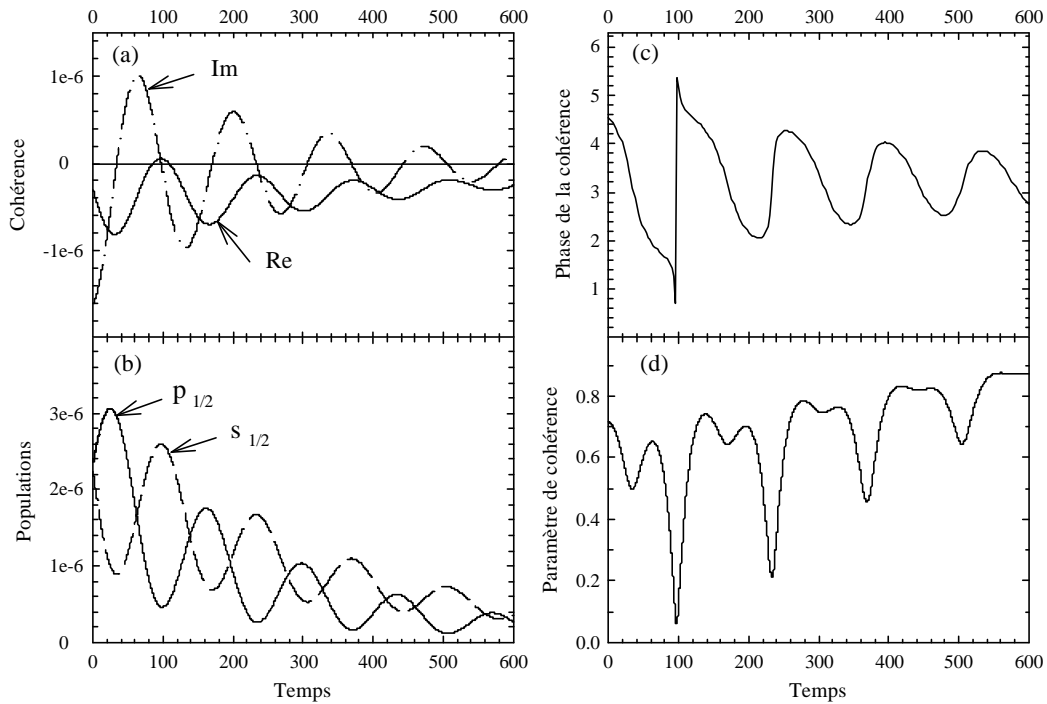 0 100 200 300 400 500 600
(a)
Im
1e-6
0
-1e-6
Re
Cohérence
(b)
p 1/2
s 1/2
3e-6
2e-6
1e-6
0
Populations
0 100 200 300 400 500 600
Temps
0 100 200 300 400 500 600
(c)
6
5
4
3
2
1
Phase de la cohérence
(d)
0.8
0.6
0.4
0.2
0.0
Paramètre de cohérence
0 100 200 300 400 500 600
Temps